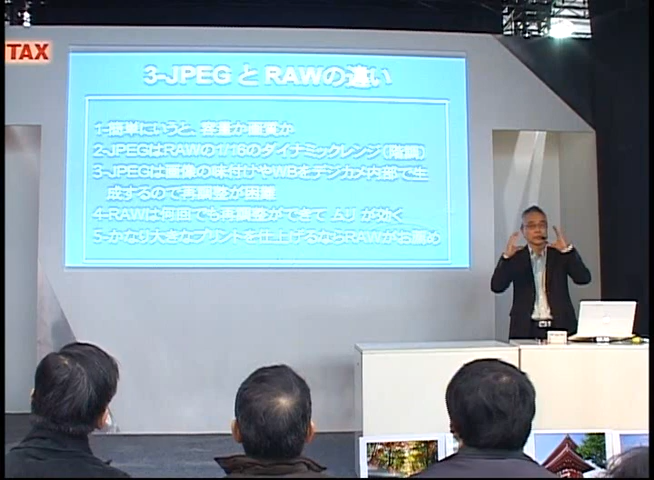 TAX
3-JPEG と RAWの違い
1-簡単にいうと、容量か画質か
2-JPEGはRAWの1/16のダイナミックレンジ（階調）
3-JPEGは画像の味付けやWBをデジカメ内部で生
成するので再調整が困難
4-RAWは何回でも再調整ができて が効く
5-かなり大きなプリントを仕上げるならRAWがお薦め